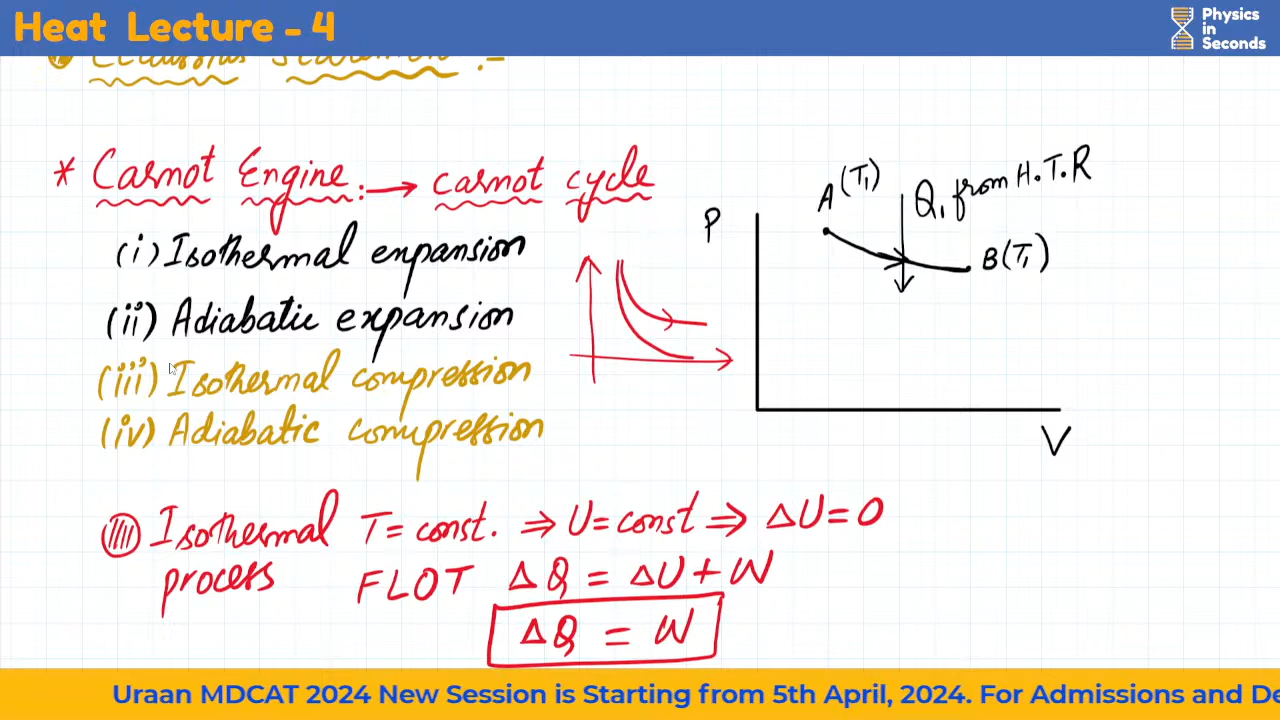 Heat Lecture - 4
Physics
in
Seconds
* Carnot Engine :→ carnot cycle
(i) Isothermal expansion
(ii) Adiabatic expansion
(iii) Isothermal compression
(iv) Adiabatic compression
P
A (T₁)
Q₁ from H.T.R
B (T₁)
V
Isothermal T = const. ⇒ U = const ⇒ ΔU = 0
process FLOT ΔQ = ΔU + W
ΔQ = W
Uraan MDCAT 2024 New Session is Starting from 5th April, 2024. For Admissions and De